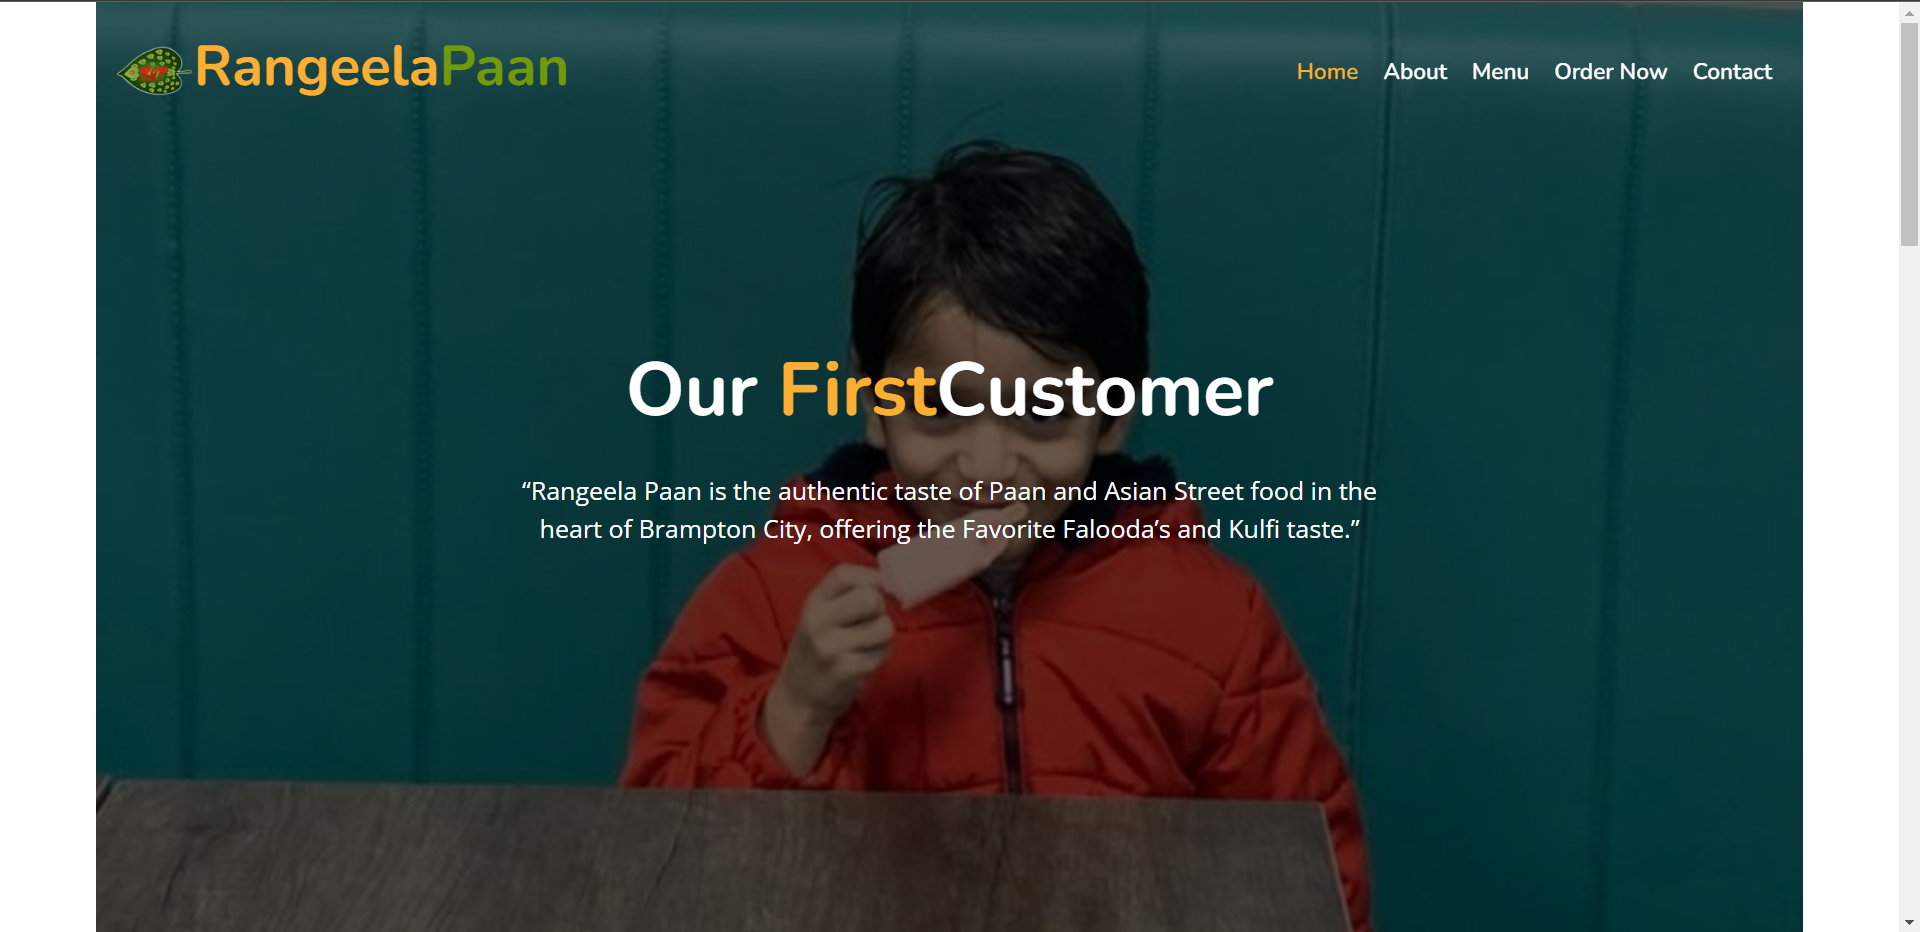 RangeelaPaan
Home About Menu Order Now Contact
Our FirstCustomer
“Rangeela Paan is the authentic taste of Paan and Asian Street food in the
heart of Brampton City, offering the Favorite Falooda’s and Kulfi taste.”